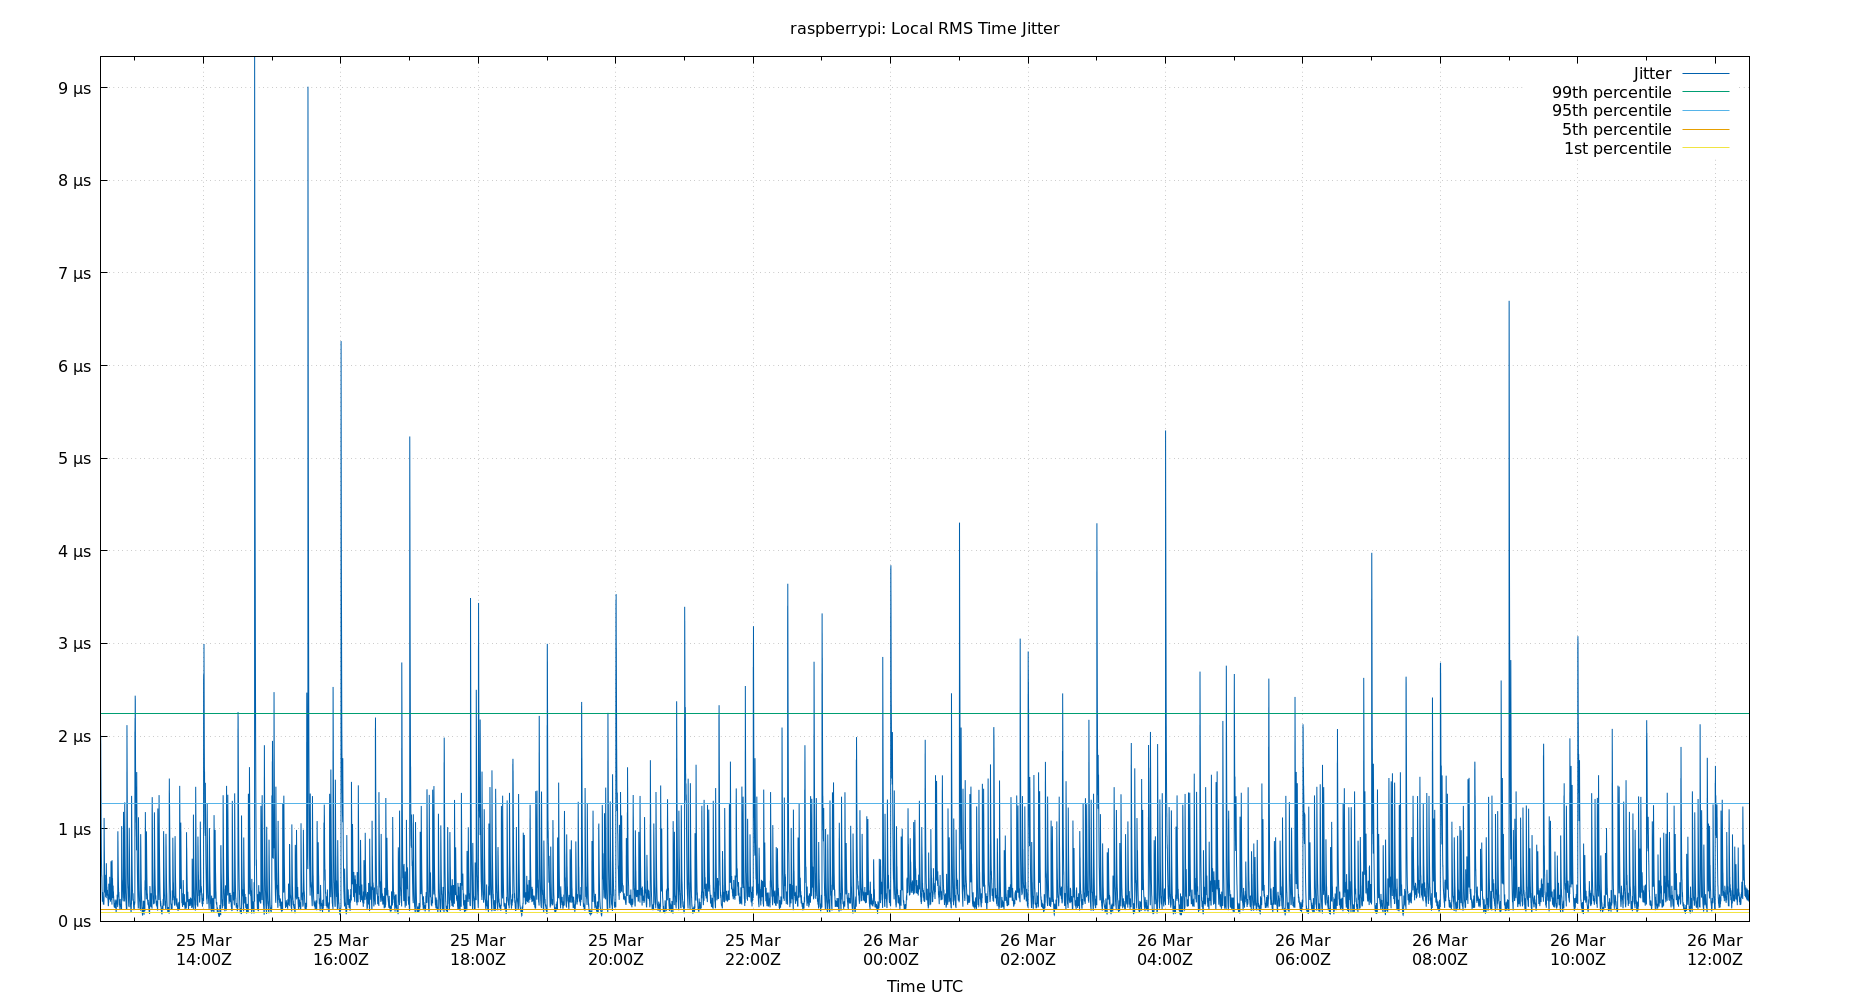 raspberrypi: Local RMS Time Jitter
Jitter
99th percentile
95th percentile
5th percentile
1st percentile
9 µs
8 µs
7 µs
6 µs
5 µs
4 µs
3 µs
2 µs
1 µs
0 µs
25 Mar 25 Mar 25 Mar 25 Mar 25 Mar 26 Mar 26 Mar 26 Mar 26 Mar 26 Mar 26 Mar 26 Mar
14:00Z 16:00Z 18:00Z 20:00Z 22:00Z 00:00Z 02:00Z 04:00Z 06:00Z 08:00Z 10:00Z 12:00Z
Time UTC